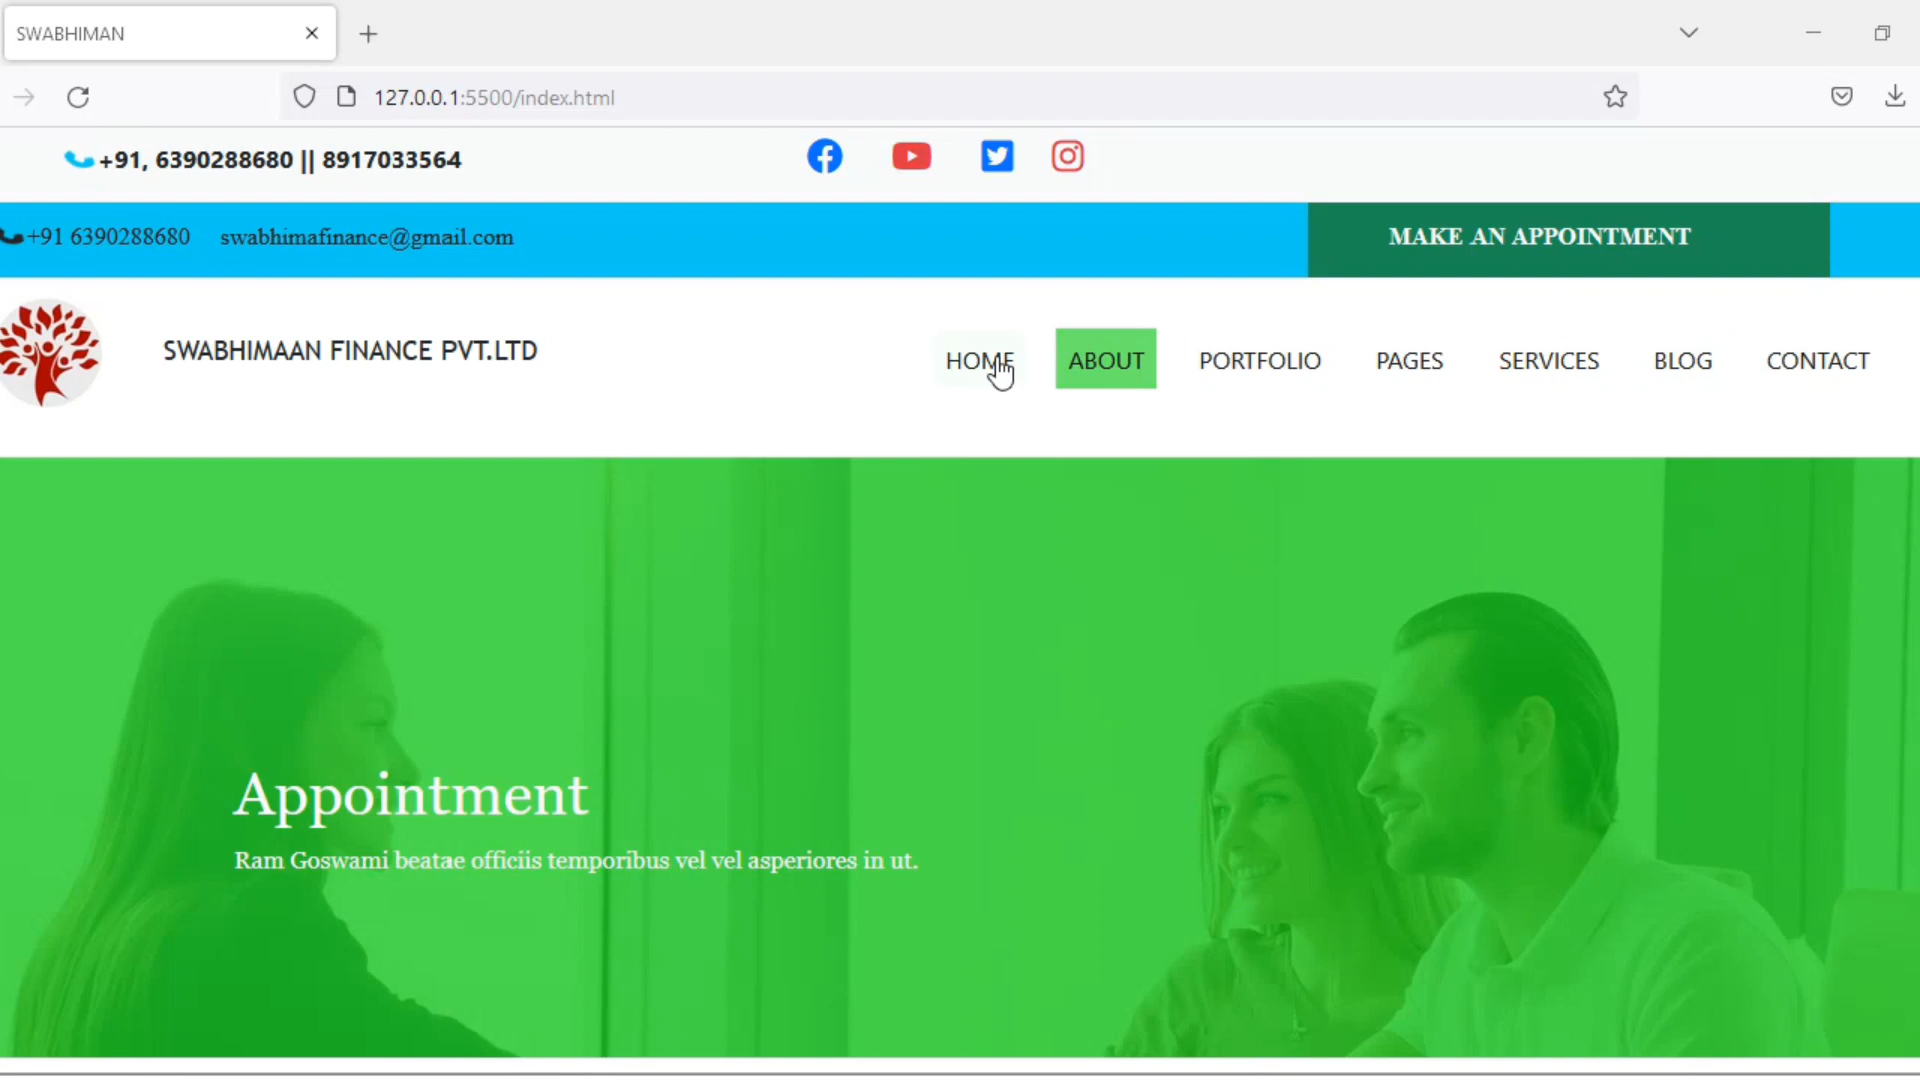 SWABHIMAN
127.0.0.1:5500/index.html
+91, 6390288680 || 8917033564
+91 6390288680 swabhimafinance@gmail.com MAKE AN APPOINTMENT
SWABHIMAAN FINANCE PVT.LTD
HOME ABOUT PORTFOLIO PAGES SERVICES BLOG CONTACT
Appointment
Ram Goswami beatae officiis temporibus vel vel asperiores in ut.